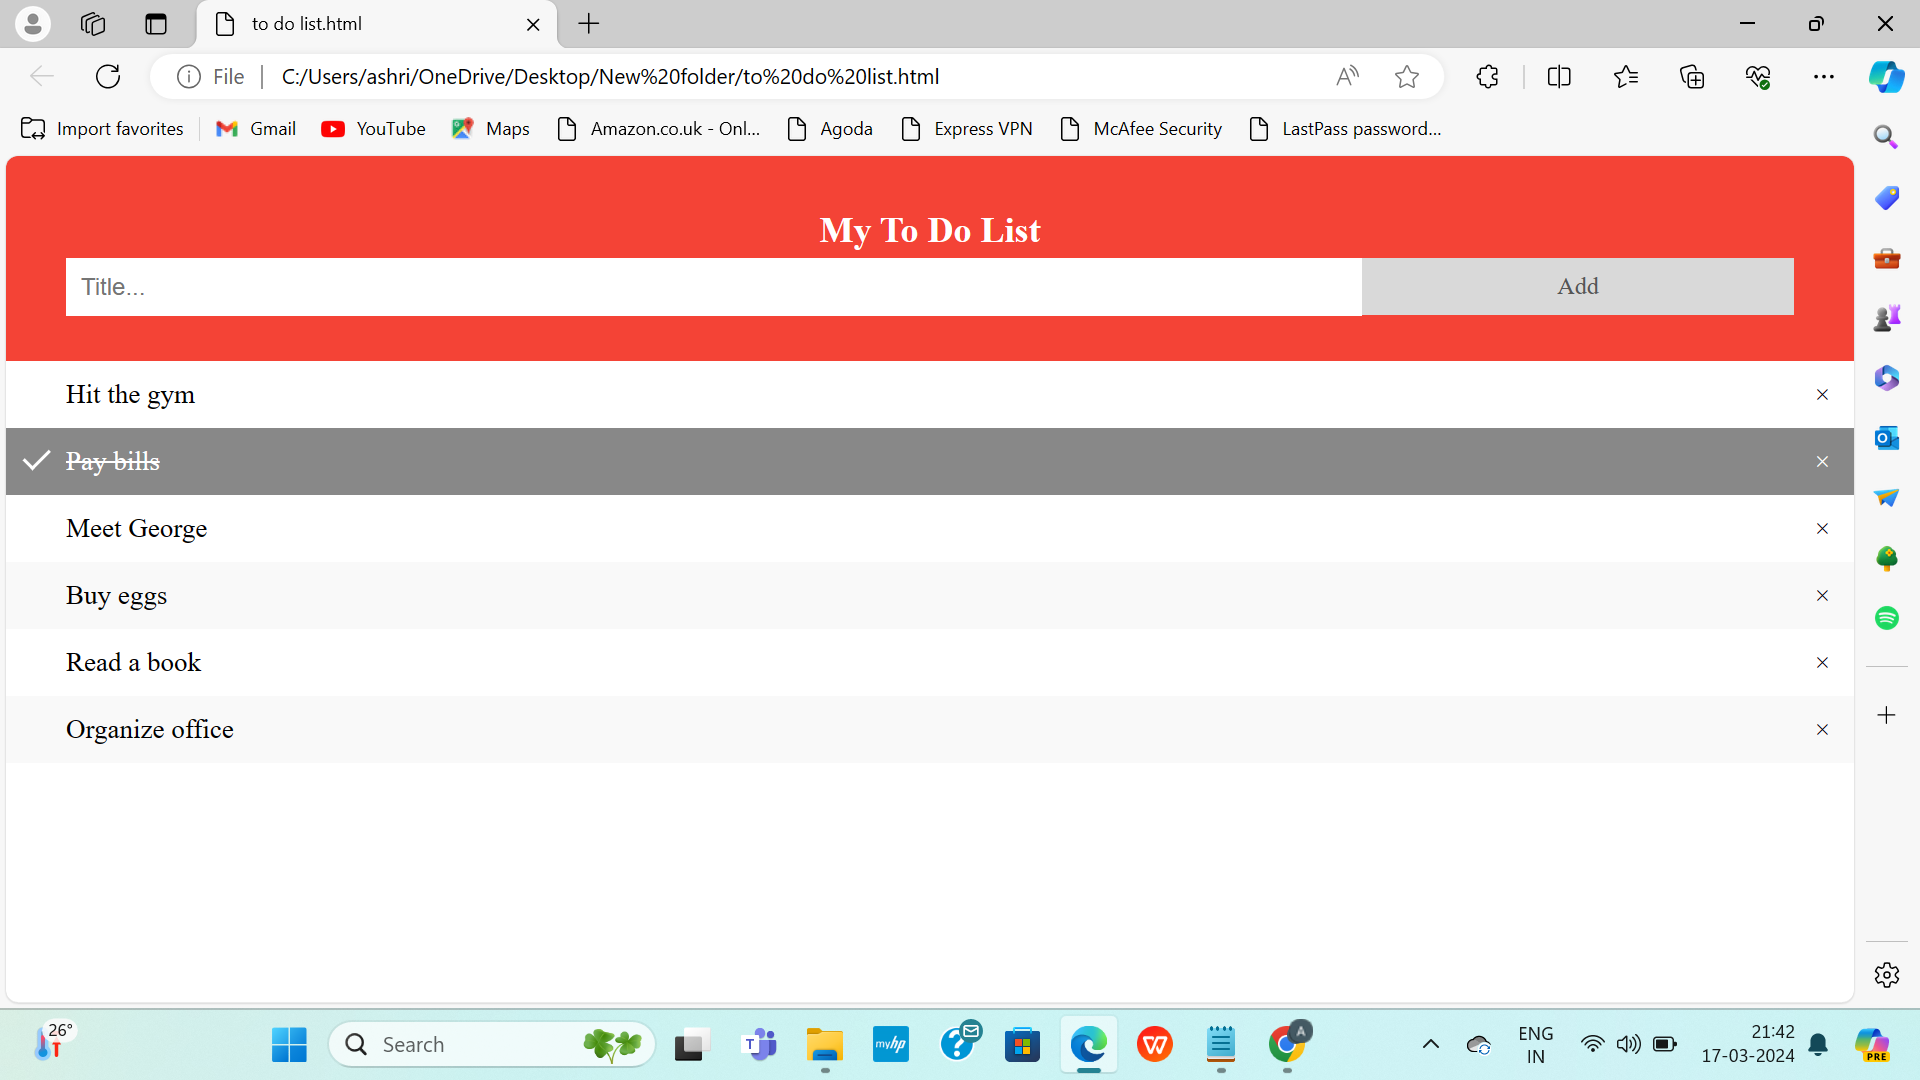 to do list.html
File
C:/Users/ashri/OneDrive/Desktop/New%20folder/to%20do%20list.html
A
Import favorites
Gmail
YouTube
Maps
Amazon.co.uk - Onl...
Agoda
Express VPN
McAfee Security
LastPass password...
My To Do List
Title...
Add
Hit the gym
Pay bills
Meet George
Buy eggs
Read a book
Organize office
26°
Search
T
myhp
?
W
A
ENG
IN
21:42
17-03-2024
PRE